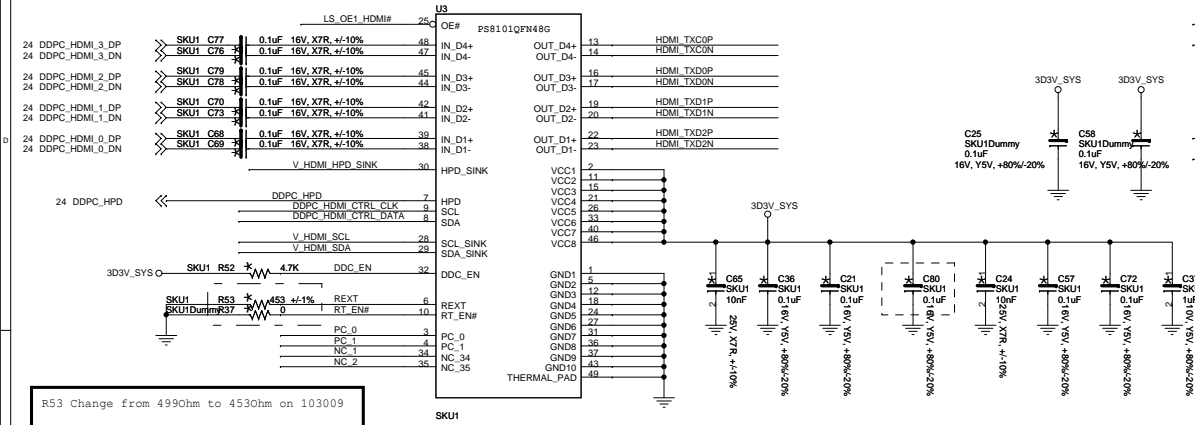 U3
LS_OE1_HDMI# 25 OE# PS8101QFN48G
24 DDPC_HDMI_3_DP SKU1 C77 0.1uF 16V, X7R, +/-10% 48 IN_D4+ OUT_D4+ 13 HDMI_TXC0P
24 DDPC_HDMI_3_DN SKU1 C76 0.1uF 16V, X7R, +/-10% 47 IN_D4- OUT_D4- 14 HDMI_TXC0N
24 DDPC_HDMI_2_DP SKU1 C79 0.1uF 16V, X7R, +/-10% 45 IN_D3+ OUT_D3+ 16 HDMI_TXD0P
24 DDPC_HDMI_2_DN SKU1 C78 0.1uF 16V, X7R, +/-10% 44 IN_D3- OUT_D3- 17 HDMI_TXD0N
24 DDPC_HDMI_1_DP SKU1 C70 0.1uF 16V, X7R, +/-10% 42 IN_D2+ OUT_D2+ 19 HDMI_TXD1P
24 DDPC_HDMI_1_DN SKU1 C73 0.1uF 16V, X7R, +/-10% 41 IN_D2- OUT_D2- 20 HDMI_TXD1N
24 DDPC_HDMI_0_DP SKU1 C68 0.1uF 16V, X7R, +/-10% 39 IN_D1+ OUT_D1+ 22 HDMI_TXD2P
24 DDPC_HDMI_0_DN SKU1 C69 0.1uF 16V, X7R, +/-10% 38 IN_D1- OUT_D1- 23 HDMI_TXD2N
D
V_HDMI_HPD_SINK 30 HPD_SINK
24 DDPC_HPD DDPC_HPD 7 HPD
DDPC_HDMI_CTRL_CLK 9 SCL
DDPC_HDMI_CTRL_DATA 8 SDA
V_HDMI_SCL 28 SCL_SINK
V_HDMI_SDA 29 SDA_SINK
3D3V_SYS SKU1 R52 4.7K DDC_EN 32 DDC_EN
SKU1 R53 453 +/-1% REXT 6 REXT
SKU1Dummy R37 0 RT_EN# 10 RT_EN#
PC_0 3 PC_0
PC_1 4 PC_1
NC_1 34 NC_34
NC_2 35 NC_35
VCC1 2
VCC2 11
VCC3 15
VCC4 21
VCC5 26
VCC6 33
VCC7 40
VCC8 46
GND1 1
GND2 5
GND3 12
GND4 18
GND5 24
GND6 27
GND7 31
GND8 36
GND9 37
GND10 43
THERMAL_PAD 49
SKU1
3D3V_SYS 3D3V_SYS
C25
SKU1Dummy
0.1uF
16V, Y5V, +80%/-20%
C58
SKU1Dummy
0.1uF
16V, Y5V, +80%/-20%
3D3V_SYS
1 2 C65
SKU1
10nF
25V, X7R, +/-10%
C36
SKU1
0.1uF
16V, Y5V, +80%/-20%
C21
SKU1
0.1uF
16V, Y5V, +80%/-20%
C80
SKU1
0.1uF
16V, Y5V, +80%/-20%
1 2 C24
SKU1
10nF
25V, X7R, +/-10%
C57
SKU1
0.1uF
16V, Y5V, +80%/-20%
C72
SKU1
0.1uF
16V, Y5V, +80%/-20%
1 2
10V, Y5V, +80%/-20%
R53 Change from 499Ohm to 453Ohm on 103009